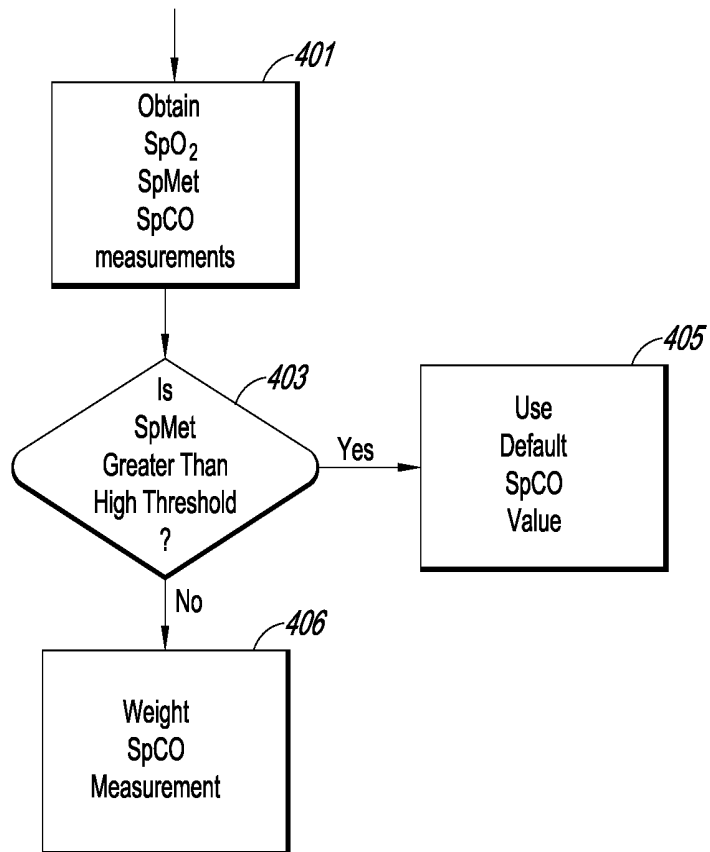 401
Obtain
SpO2
SpMet
SpCO
measurements
403
Is
SpMet
Greater Than
High Threshold
?
Yes
405
Use
Default
SpCO
Value
No
406
Weight
SpCO
Measurement